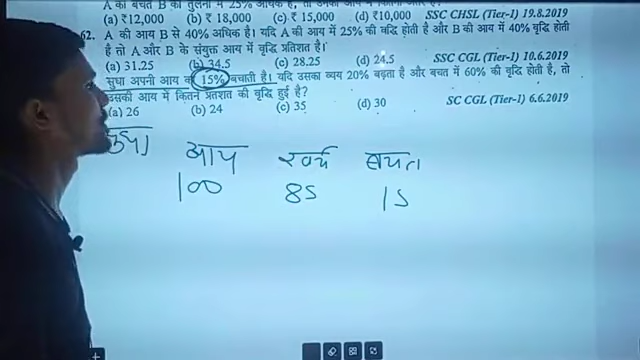 A की बचत B की तुलना में 25% अधिक है,
(a) ₹12,000 (b) ₹ 18,000 (c) ₹ 15,000 (d) ₹10,000 SSC CHSL (Tier-1) 19.8.2019
62. A की आय B से 40% अधिक है। यदि A की आय में 25% की वृद्धि होती है और B की आय में 40% वृद्धि होती
है तो A और B के संयुक्त आय में वृद्धि प्रतिशत है।
(a) 31.25 (b) 34.5 (c) 28.25 (d) 24.5 SSC CGL (Tier-1) 10.6.2019
सुधा अपनी आय का 15% बचाती है। यदि उसका व्यय 20% बढ़ता है और बचत में 60% की वृद्धि होती है, तो
उसकी आय में कितने प्रतिशत की वृद्धि हुई है?
(a) 26 (b) 24 (c) 35 (d) 30 SC CGL (Tier-1) 6.6.2019
आय खर्च बचत
100 85 15